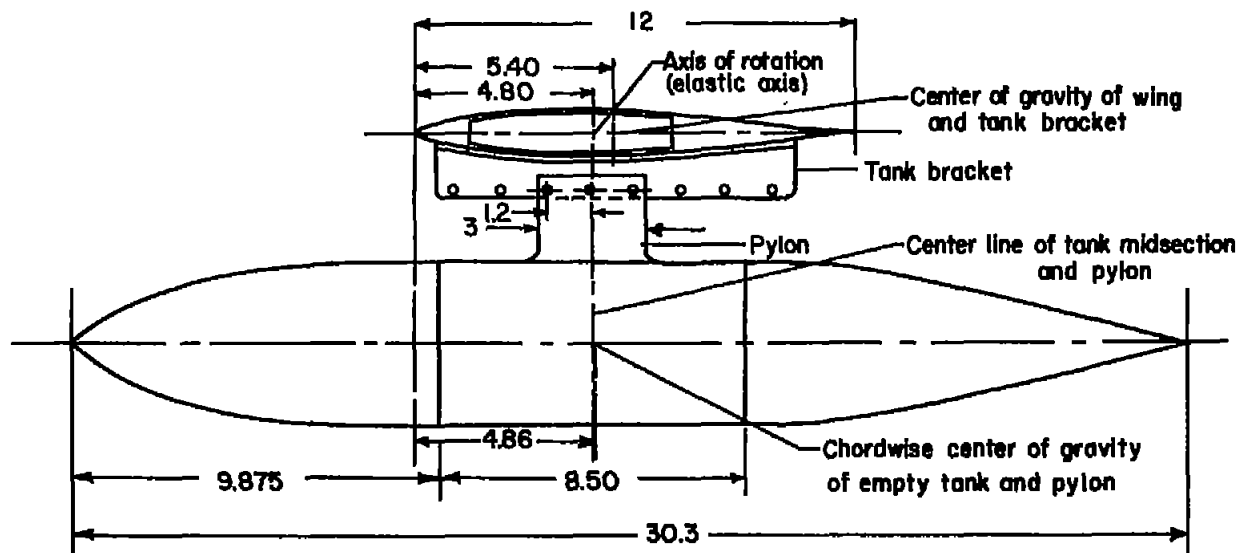 12
5.40
4.80
Axis of rotation
(elastic axis)
Center of gravity of wing
and tank bracket
Tank bracket
1.2
3
Pylon
Center line of tank midsection
and pylon
4.86
Chordwise center of gravity
of empty tank and pylon
9.875
8.50
30.3